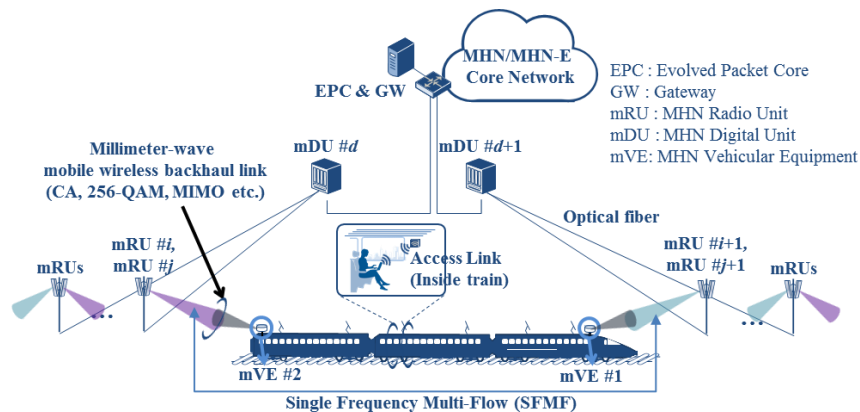 MHN/MHN-E
Core Network
EPC & GW
EPC : Evolved Packet Core
GW : Gateway
mRU : MHN Radio Unit
mDU : MHN Digital Unit
mVE: MHN Vehicular Equipment
mDU #d
mDU #d+1
Millimeter-wave
mobile wireless backhaul link
(CA, 256-QAM, MIMO etc.)
Optical fiber
Access Link
(Inside train)
mRU #i,
mRU #j
mRUs
...
mRU #i+1,
mRU #j+1
mRUs
...
mVE #2
mVE #1
Single Frequency Multi-Flow (SFMF)